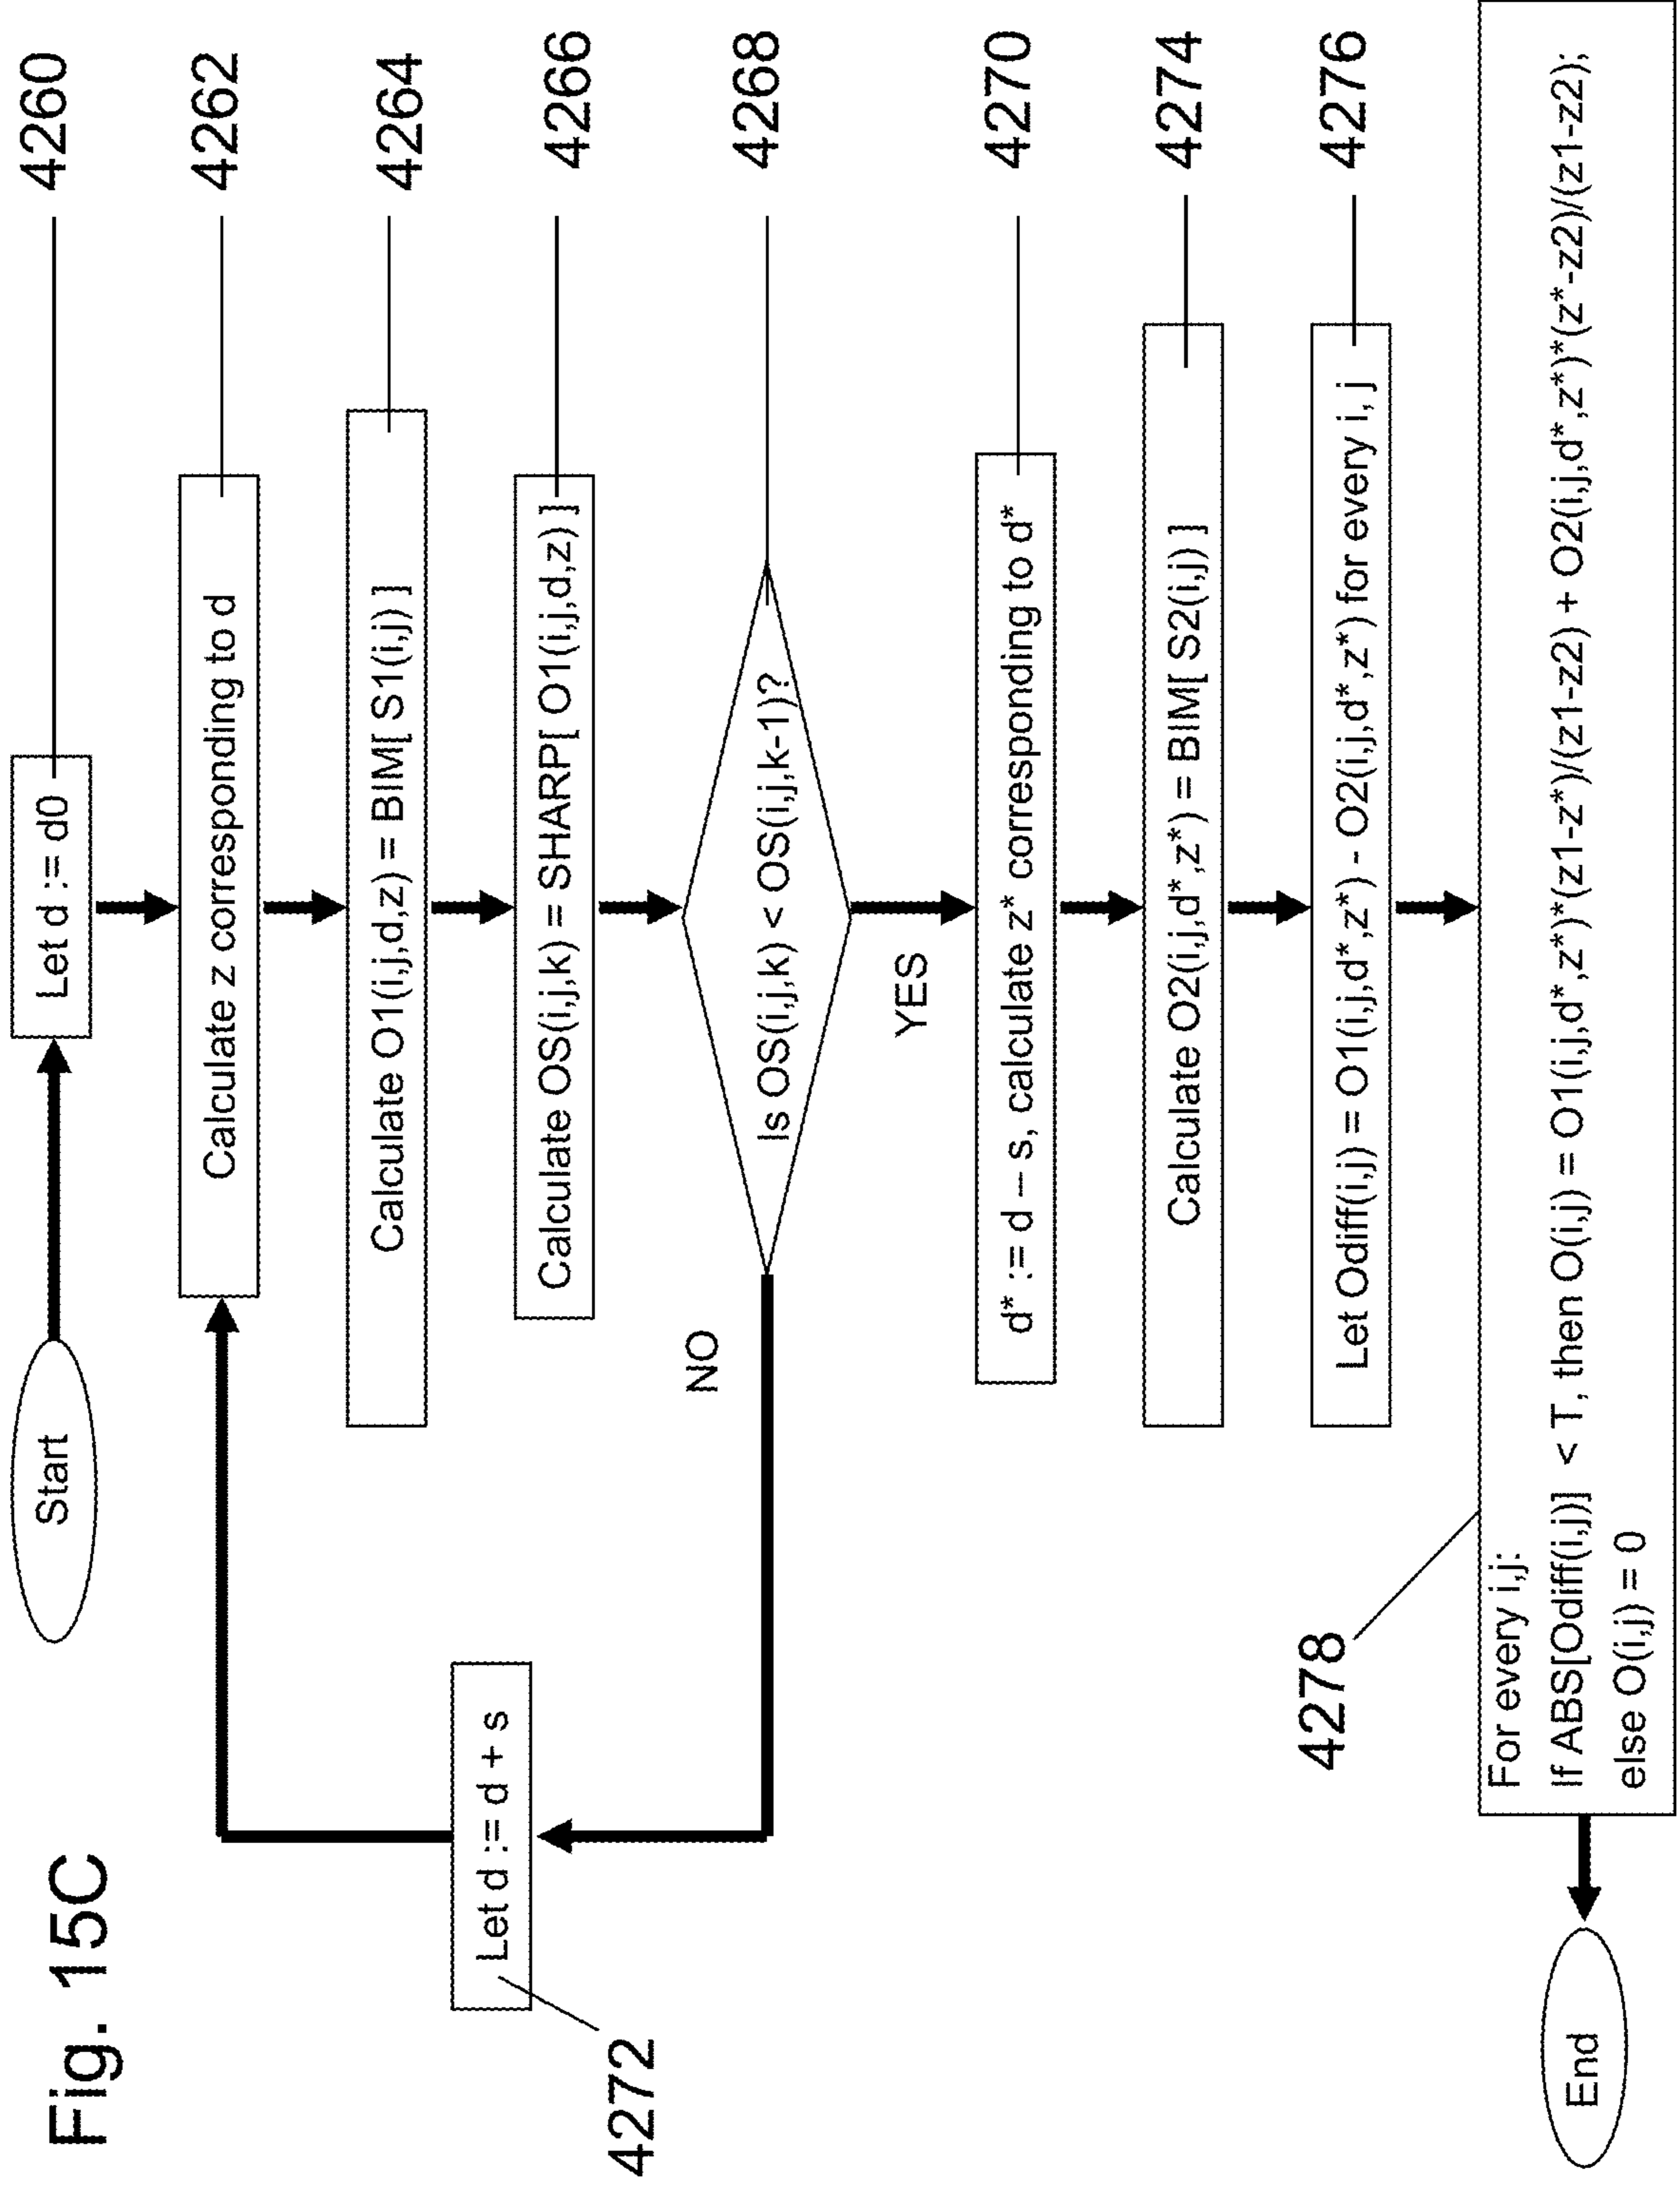 Fig. 15C
Start
Let d := d0
4260
Calculate z corresponding to d
4262
Calculate O1(i,j,d,z) = BIM[ S1(i,j) ]
4264
Calculate OS(i,j,k) = SHARP[ O1(i,j,d,z) ]
4266
Is OS(i,j,k) < OS(i,j,k-1)?
4268
NO
YES
Let d := d + s
4272
d* := d – s, calculate z* corresponding to d*
4270
Calculate O2(i,j,d*,z*) = BIM[ S2(i,j) ]
4274
Let Odiff(i,j) = O1(i,j,d*,z*) - O2(i,j,d*,z*) for every i, j
4276
4278
For every i,j:
If ABS[Odiff(i,j)] < T, then O(i,j) = O1(i,j,d*,z*)*(z1-z*)/(z1-z2) + O2(i,j,d*,z*)*(z*-z2)/(z1-z2);
else O(i,j) = 0
End